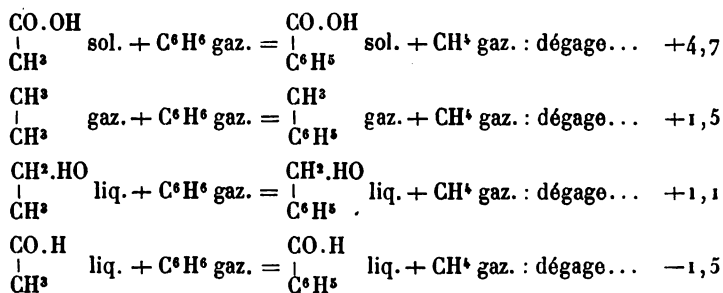 CO.OH CO.OH
| sol. + C⁶H⁶ gaz. = | sol. + CH⁴ gaz. : dégage... +4,7
CH³ C⁶H⁵
CH³ CH³
| gaz. + C⁶H⁶ gaz. = | gaz. + CH⁴ gaz. : dégage... +1,5
CH³ C⁶H⁵
CH².HO CH².HO
| liq. + C⁶H⁶ gaz. = | liq. + CH⁴ gaz. : dégage... +1,1
CH³ C⁶H⁵
CO.H CO.H
| liq. + C⁶H⁶ gaz. = | liq. + CH⁴ gaz. : dégage... −1,5
CH³ C⁶H⁵